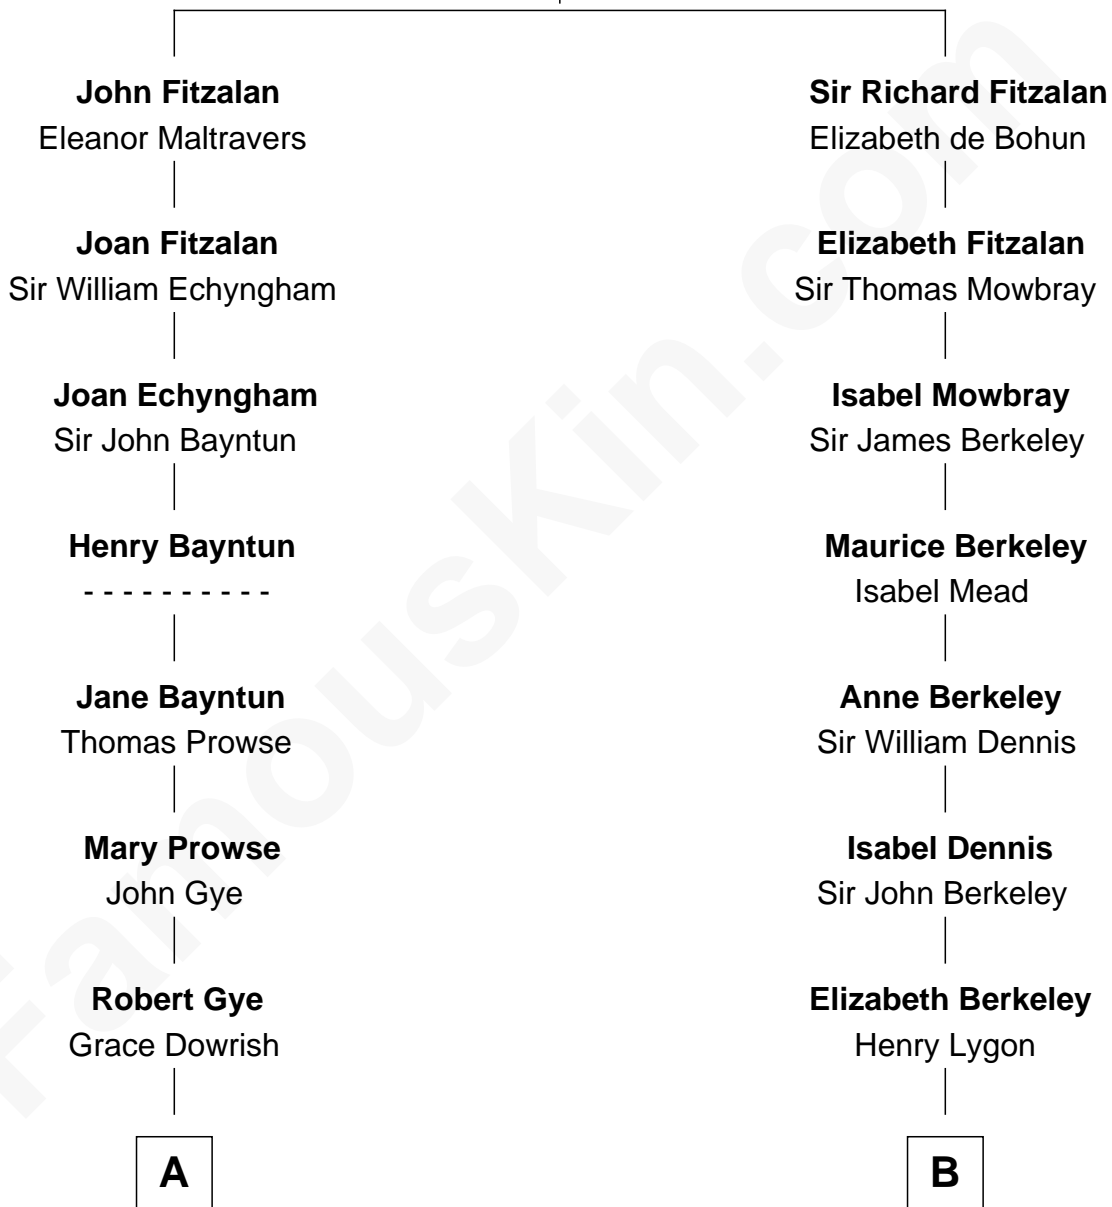 John Fitzalan
Eleanor Maltravers
Joan Fitzalan
Sir William Echyngham
Joan Echyngham
Sir John Bayntun
Henry Bayntun
- - - - - - - - - -
Jane Bayntun
Thomas Prowse
Mary Prowse
John Gye
Robert Gye
Grace Dowrish
A
Sir Richard Fitzalan
Elizabeth de Bohun
Elizabeth Fitzalan
Sir Thomas Mowbray
Isabel Mowbray
Sir James Berkeley
Maurice Berkeley
Isabel Mead
Anne Berkeley
Sir William Dennis
Isabel Dennis
Sir John Berkeley
Elizabeth Berkeley
Henry Lygon
B
FamousKin.com